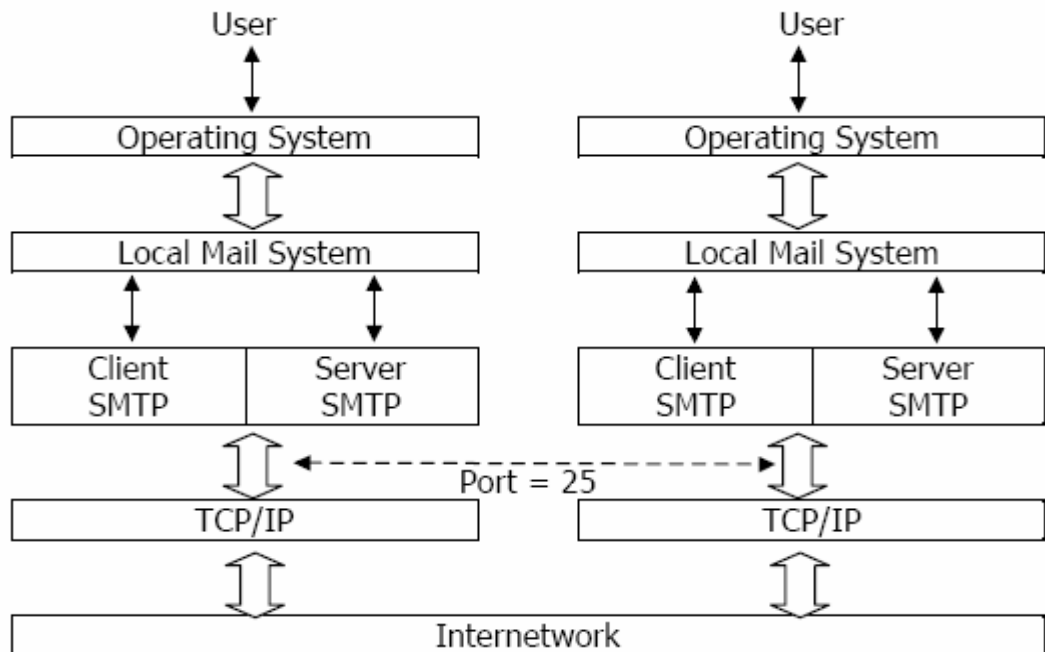 User User
Operating System Operating System
Local Mail System Local Mail System
Client Server Client Server
SMTP SMTP SMTP SMTP
Port = 25
TCP/IP TCP/IP
Internetwork